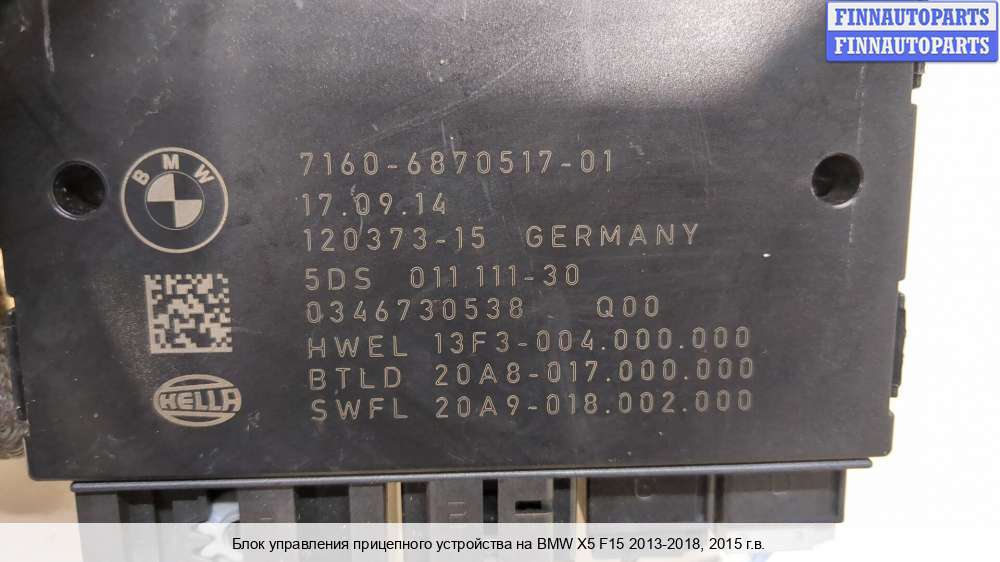 FINNAUTOPARTS
FINNAUTOPARTS
BMW
7160-6870517-01
17.09.14
120373-15 GERMANY
5DS 011 111-30
0346730538 Q00
HWEL 13F3-004.000.000
BTLD 20A8-017.000.000
HELLA
SWFL 20A9-018.002.000
Блок управления прицепного устройства на BMW X5 F15 2013-2018, 2015 г.в.